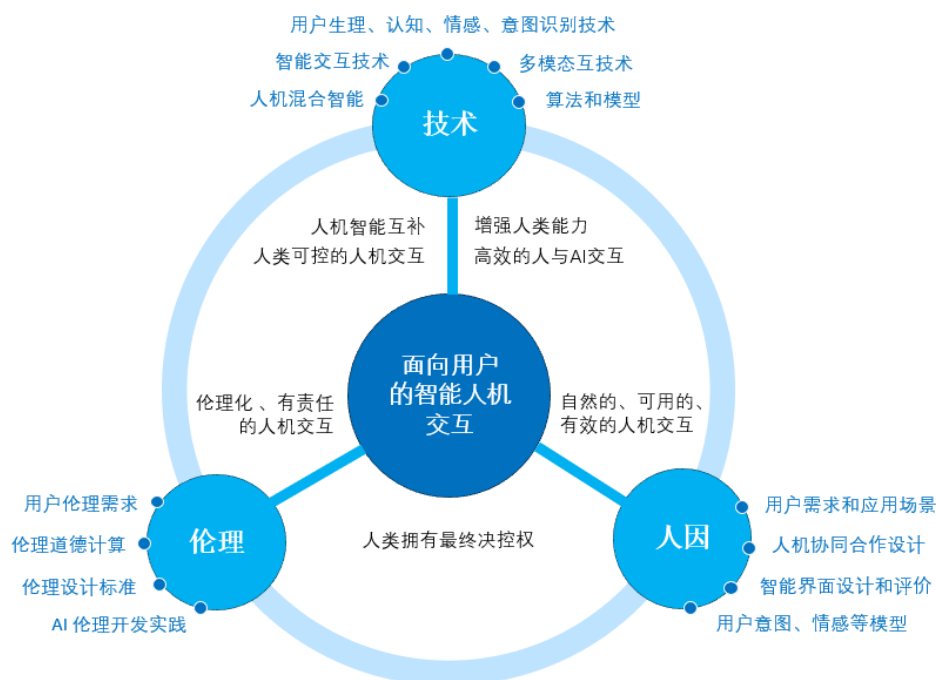 用户生理、认知、情感、意图识别技术
智能交互技术
多模态互技术
人机混合智能
算法和模型
技术
人机智能互补
增强人类能力
人类可控的人机交互
高效的人与AI交互
面向用户
的智能人机
交互
伦理化 、有责任
的人机交互
自然的、可用的、
有效的人机交互
用户伦理需求
伦理道德计算
伦理设计标准
AI 伦理开发实践
伦理
人类拥有最终决控权
人因
用户需求和应用场景
人机协同合作设计
智能界面设计和评价
用户意图、情感等模型